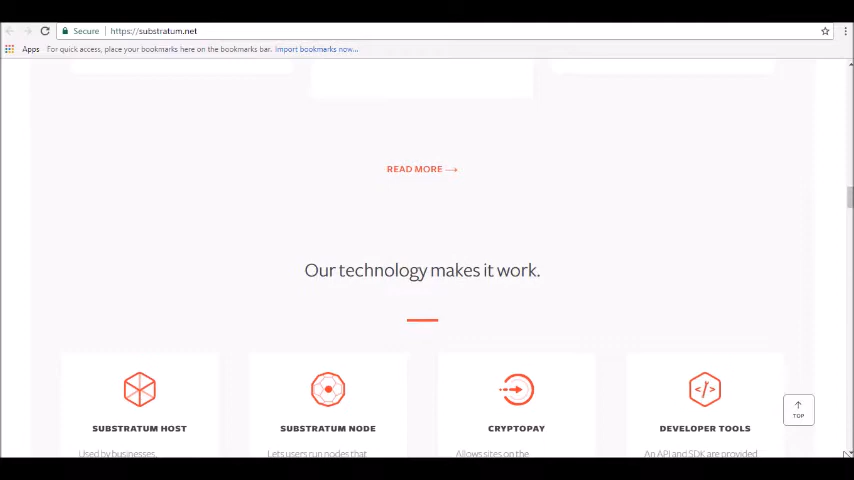 Secure https://substratum.net
Apps For quick access, place your bookmarks here on the bookmarks bar. Import bookmarks now...
READ MORE →
Our technology makes it work.
SUBSTRATUM HOST SUBSTRATUM NODE CRYPTOPAY DEVELOPER TOOLS
TOP
Used by businesses, Lets users run nodes that Allows sites on the An API and SDK are provided